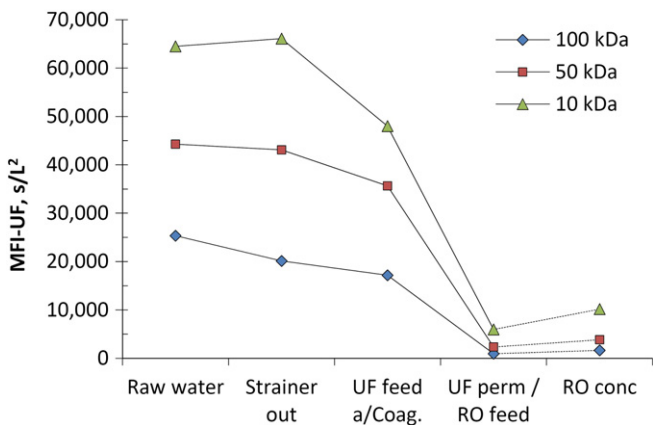 70,000
60,000
50,000
40,000
30,000
20,000
10,000
0
MFI-UF, s/L²
100 kDa
50 kDa
10 kDa
Raw water
Strainer
out
UF feed
a/Coag.
UF perm /
RO feed
RO conc